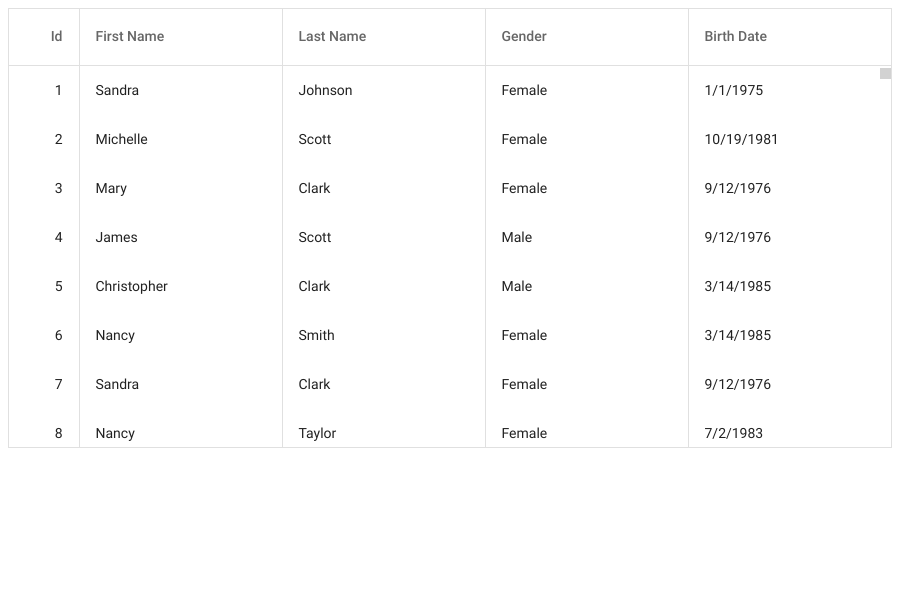 Id First Name Last Name Gender Birth Date
1 Sandra Johnson Female 1/1/1975
2 Michelle Scott Female 10/19/1981
3 Mary Clark Female 9/12/1976
4 James Scott Male 9/12/1976
5 Christopher Clark Male 3/14/1985
6 Nancy Smith Female 3/14/1985
7 Sandra Clark Female 9/12/1976
8 Nancy Taylor Female 7/2/1983